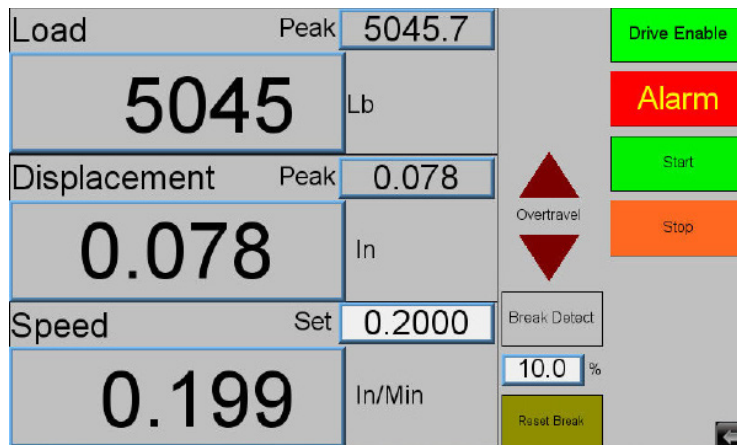 Load Peak 5045.7
5045 Lb
Displacement Peak 0.078
0.078 In
Speed Set 0.2000
0.199 In/Min
Overtravel
Break Detect
10.0 %
Reset Break
Drive Enable
Alarm
Start
Stop